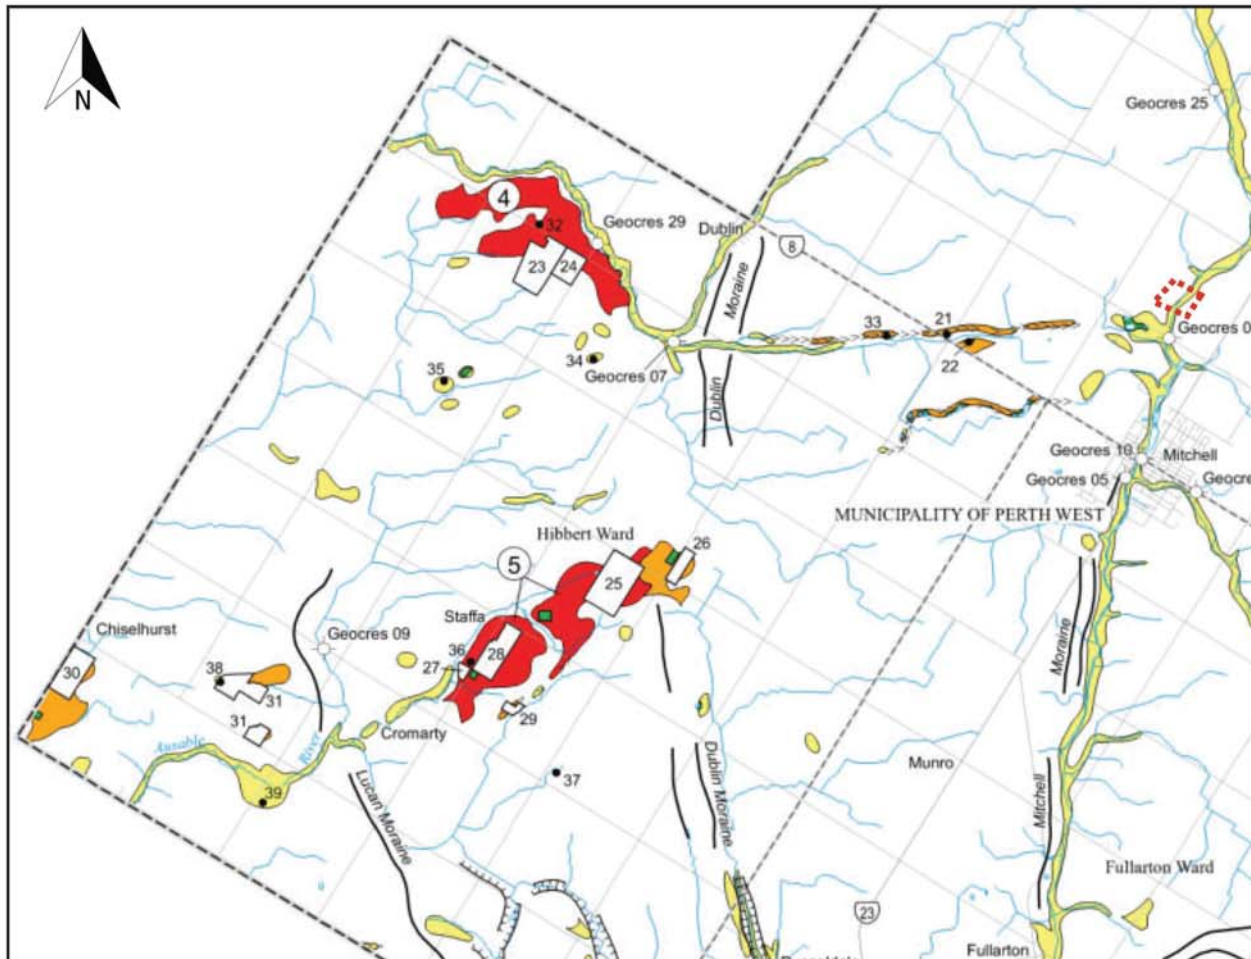 N
Geocres 25
4
32
Geocres 29
Dublin
8
23
24
Moraine
33
21
Geocres 0
34
22
35
Geocres 07
Dublin
Geocres 10
Mitchell
Geocres 05
Geocre
MUNICIPALITY OF PERTH WEST
Hibbert Ward
26
5
25
Staffa
Chiselhurst
Geocres 09
36
28
Moraine
27
30
38
31
29
31
Cromarty
Ausable
River
37
Munro
39
Lucan Moraine
Dublin Moraine
Mitchell
Fullarton Ward
23
Fullarton